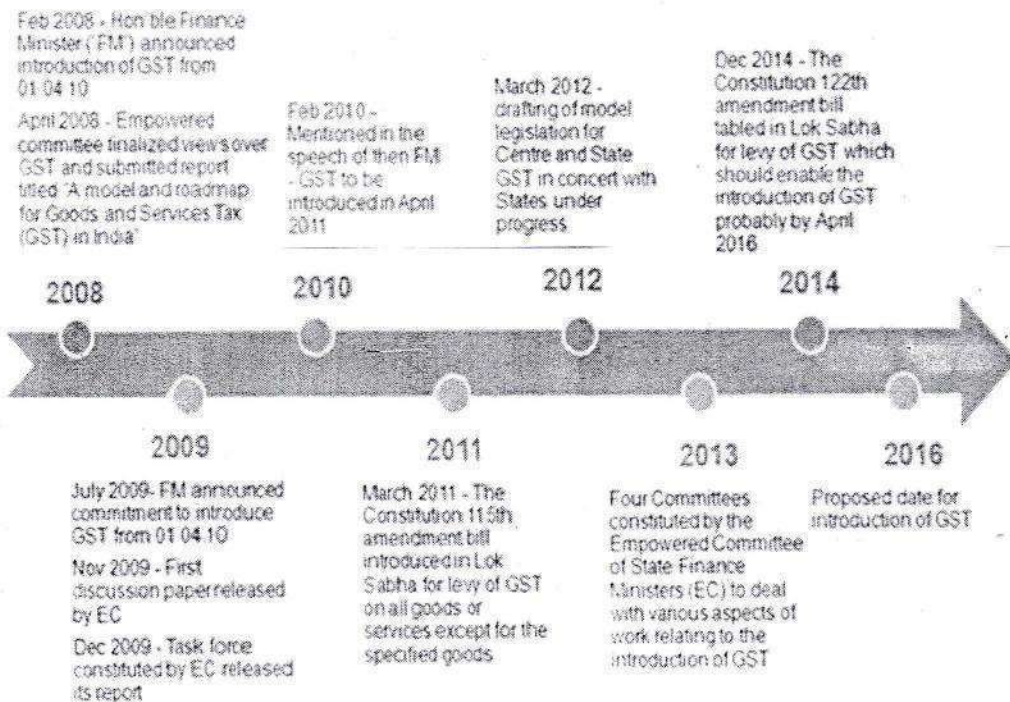 Feb 2008 - Hon'ble Finance
Minister ("FM") announced
introduction of GST from
01 04 10
April 2008 - Empowered
committee finalized views over
GST and submitted report
titled "A model and roadmap
for Goods and Services Tax
(GST) in India"
2008
Feb 2010 -
Mentioned in the
speech of then FM
- GST to be
introduced in April
2011
2010
March 2012 -
drafting of model
legislation for
Centre and State
GST in concert with
States under
progress
2012
Dec 2014 - The
Constitution 122th
amendment bill
tabled in Lok Sabha
for levy of GST which
should enable the
introduction of GST
probably by April
2016
2014
2009
July 2009- FM announced
commitment to introduce
GST from 01 04 10
Nov 2009 - First
discussion paper released
by EC
Dec 2009 - Task force
constituted by EC released
its report
2011
March 2011 - The
Constitution 115th
amendment bill
introduced in Lok
Sabha for levy of GST
on all goods or
services except for the
specified goods
2013
Four Committees
constituted by the
Empowered Committee
of State Finance
Ministers (EC) to deal
with various aspects of
work relating to the
introduction of GST
2016
Proposed date for
introduction of GST